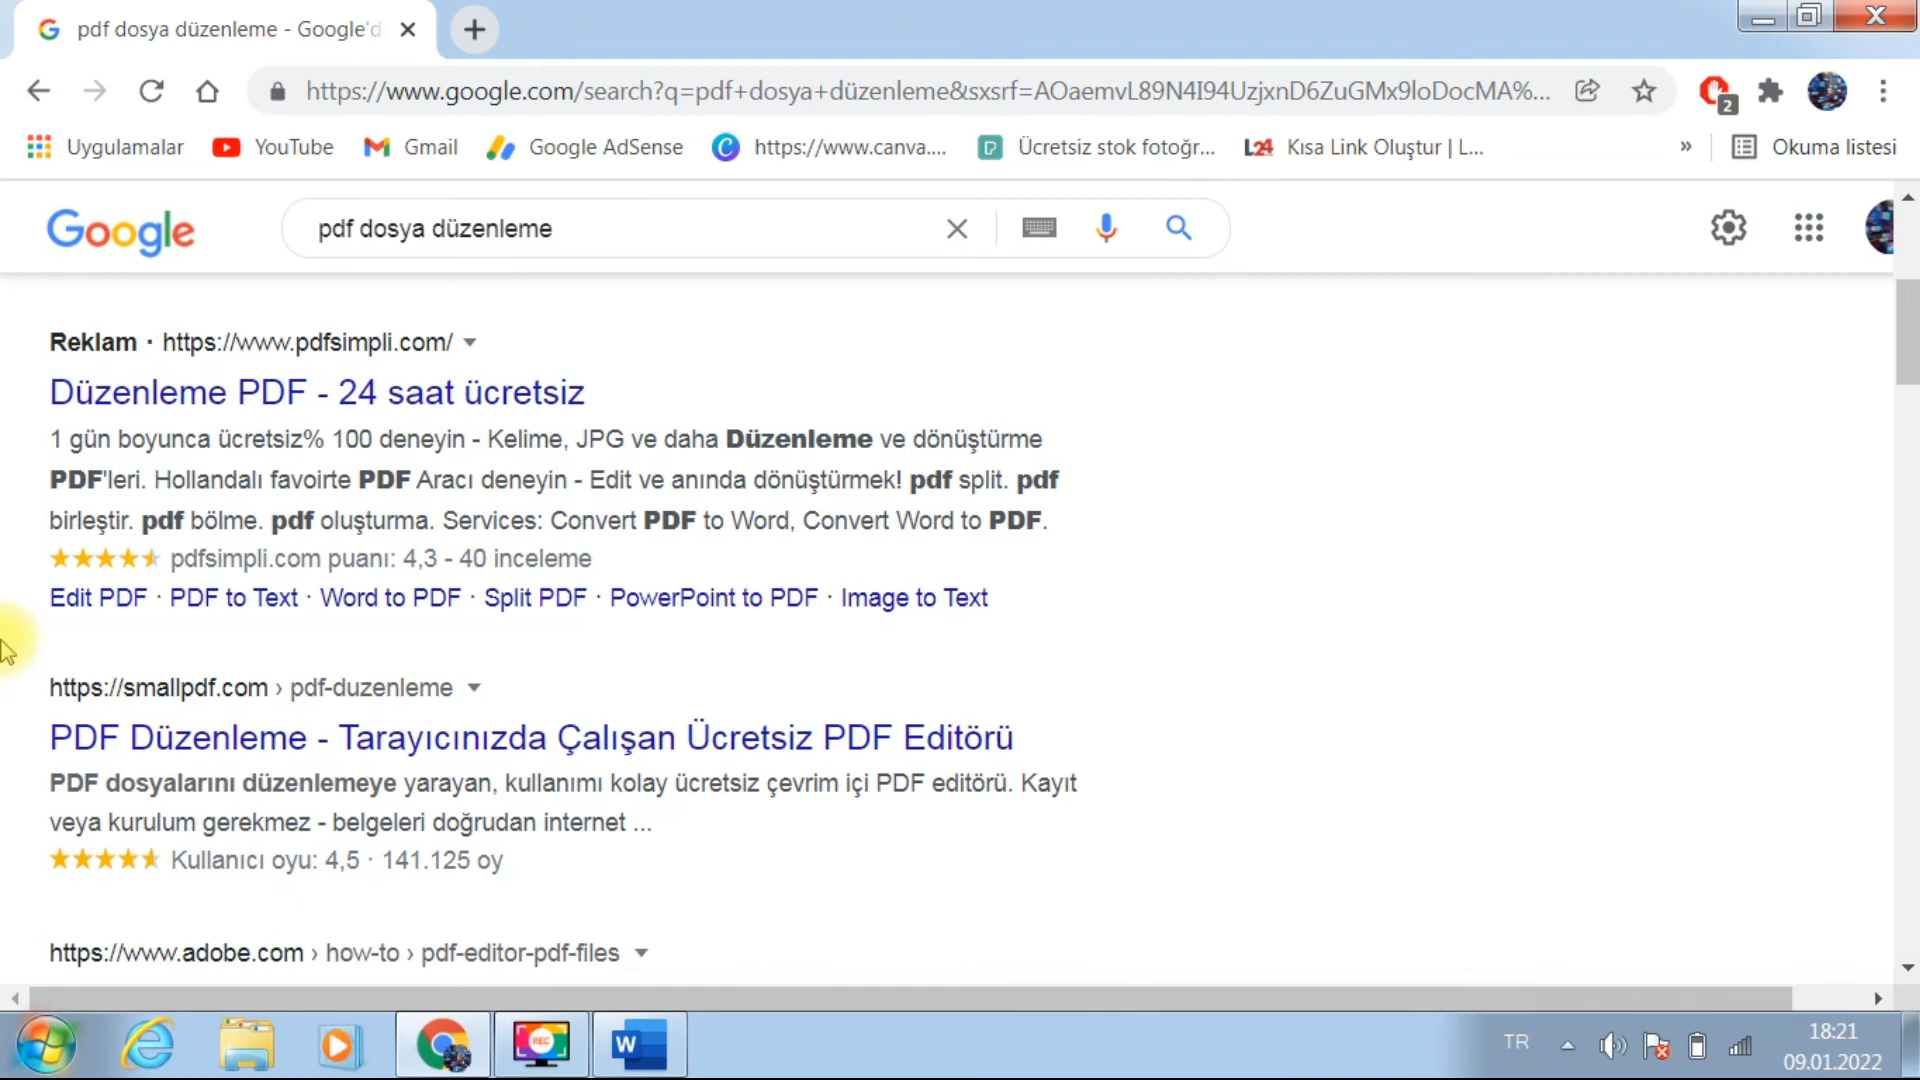 pdf dosya düzenleme - Google'd
https://www.google.com/search?q=pdf+dosya+düzenleme&sxsrf=AOaemvL89N4I94UzjxnD6ZuGMx9loDocMA%...
2
Uygulamalar
YouTube
Gmail
Google AdSense
https://www.canva....
Ücretsiz stok fotoğr...
L24 Kısa Link Oluştur | L...
»
Okuma listesi
Google
pdf dosya düzenleme
Reklam · https://www.pdfsimpli.com/
Düzenleme PDF - 24 saat ücretsiz
1 gün boyunca ücretsiz% 100 deneyin - Kelime, JPG ve daha Düzenleme ve dönüştürme
PDF'leri. Hollandalı favoirte PDF Aracı deneyin - Edit ve anında dönüştürmek! pdf split. pdf
birleştir. pdf bölme. pdf oluşturma. Services: Convert PDF to Word, Convert Word to PDF.
pdfsimpli.com puanı: 4,3 - 40 inceleme
Edit PDF · PDF to Text · Word to PDF · Split PDF · PowerPoint to PDF · Image to Text
https://smallpdf.com › pdf-duzenleme
PDF Düzenleme - Tarayıcınızda Çalışan Ücretsiz PDF Editörü
PDF dosyalarını düzenlemeye yarayan, kullanımı kolay ücretsiz çevrim içi PDF editörü. Kayıt
veya kurulum gerekmez - belgeleri doğrudan internet ...
Kullanıcı oyu: 4,5 · 141.125 oy
https://www.adobe.com › how-to › pdf-editor-pdf-files
REC
W
TR
18:21
09.01.2022